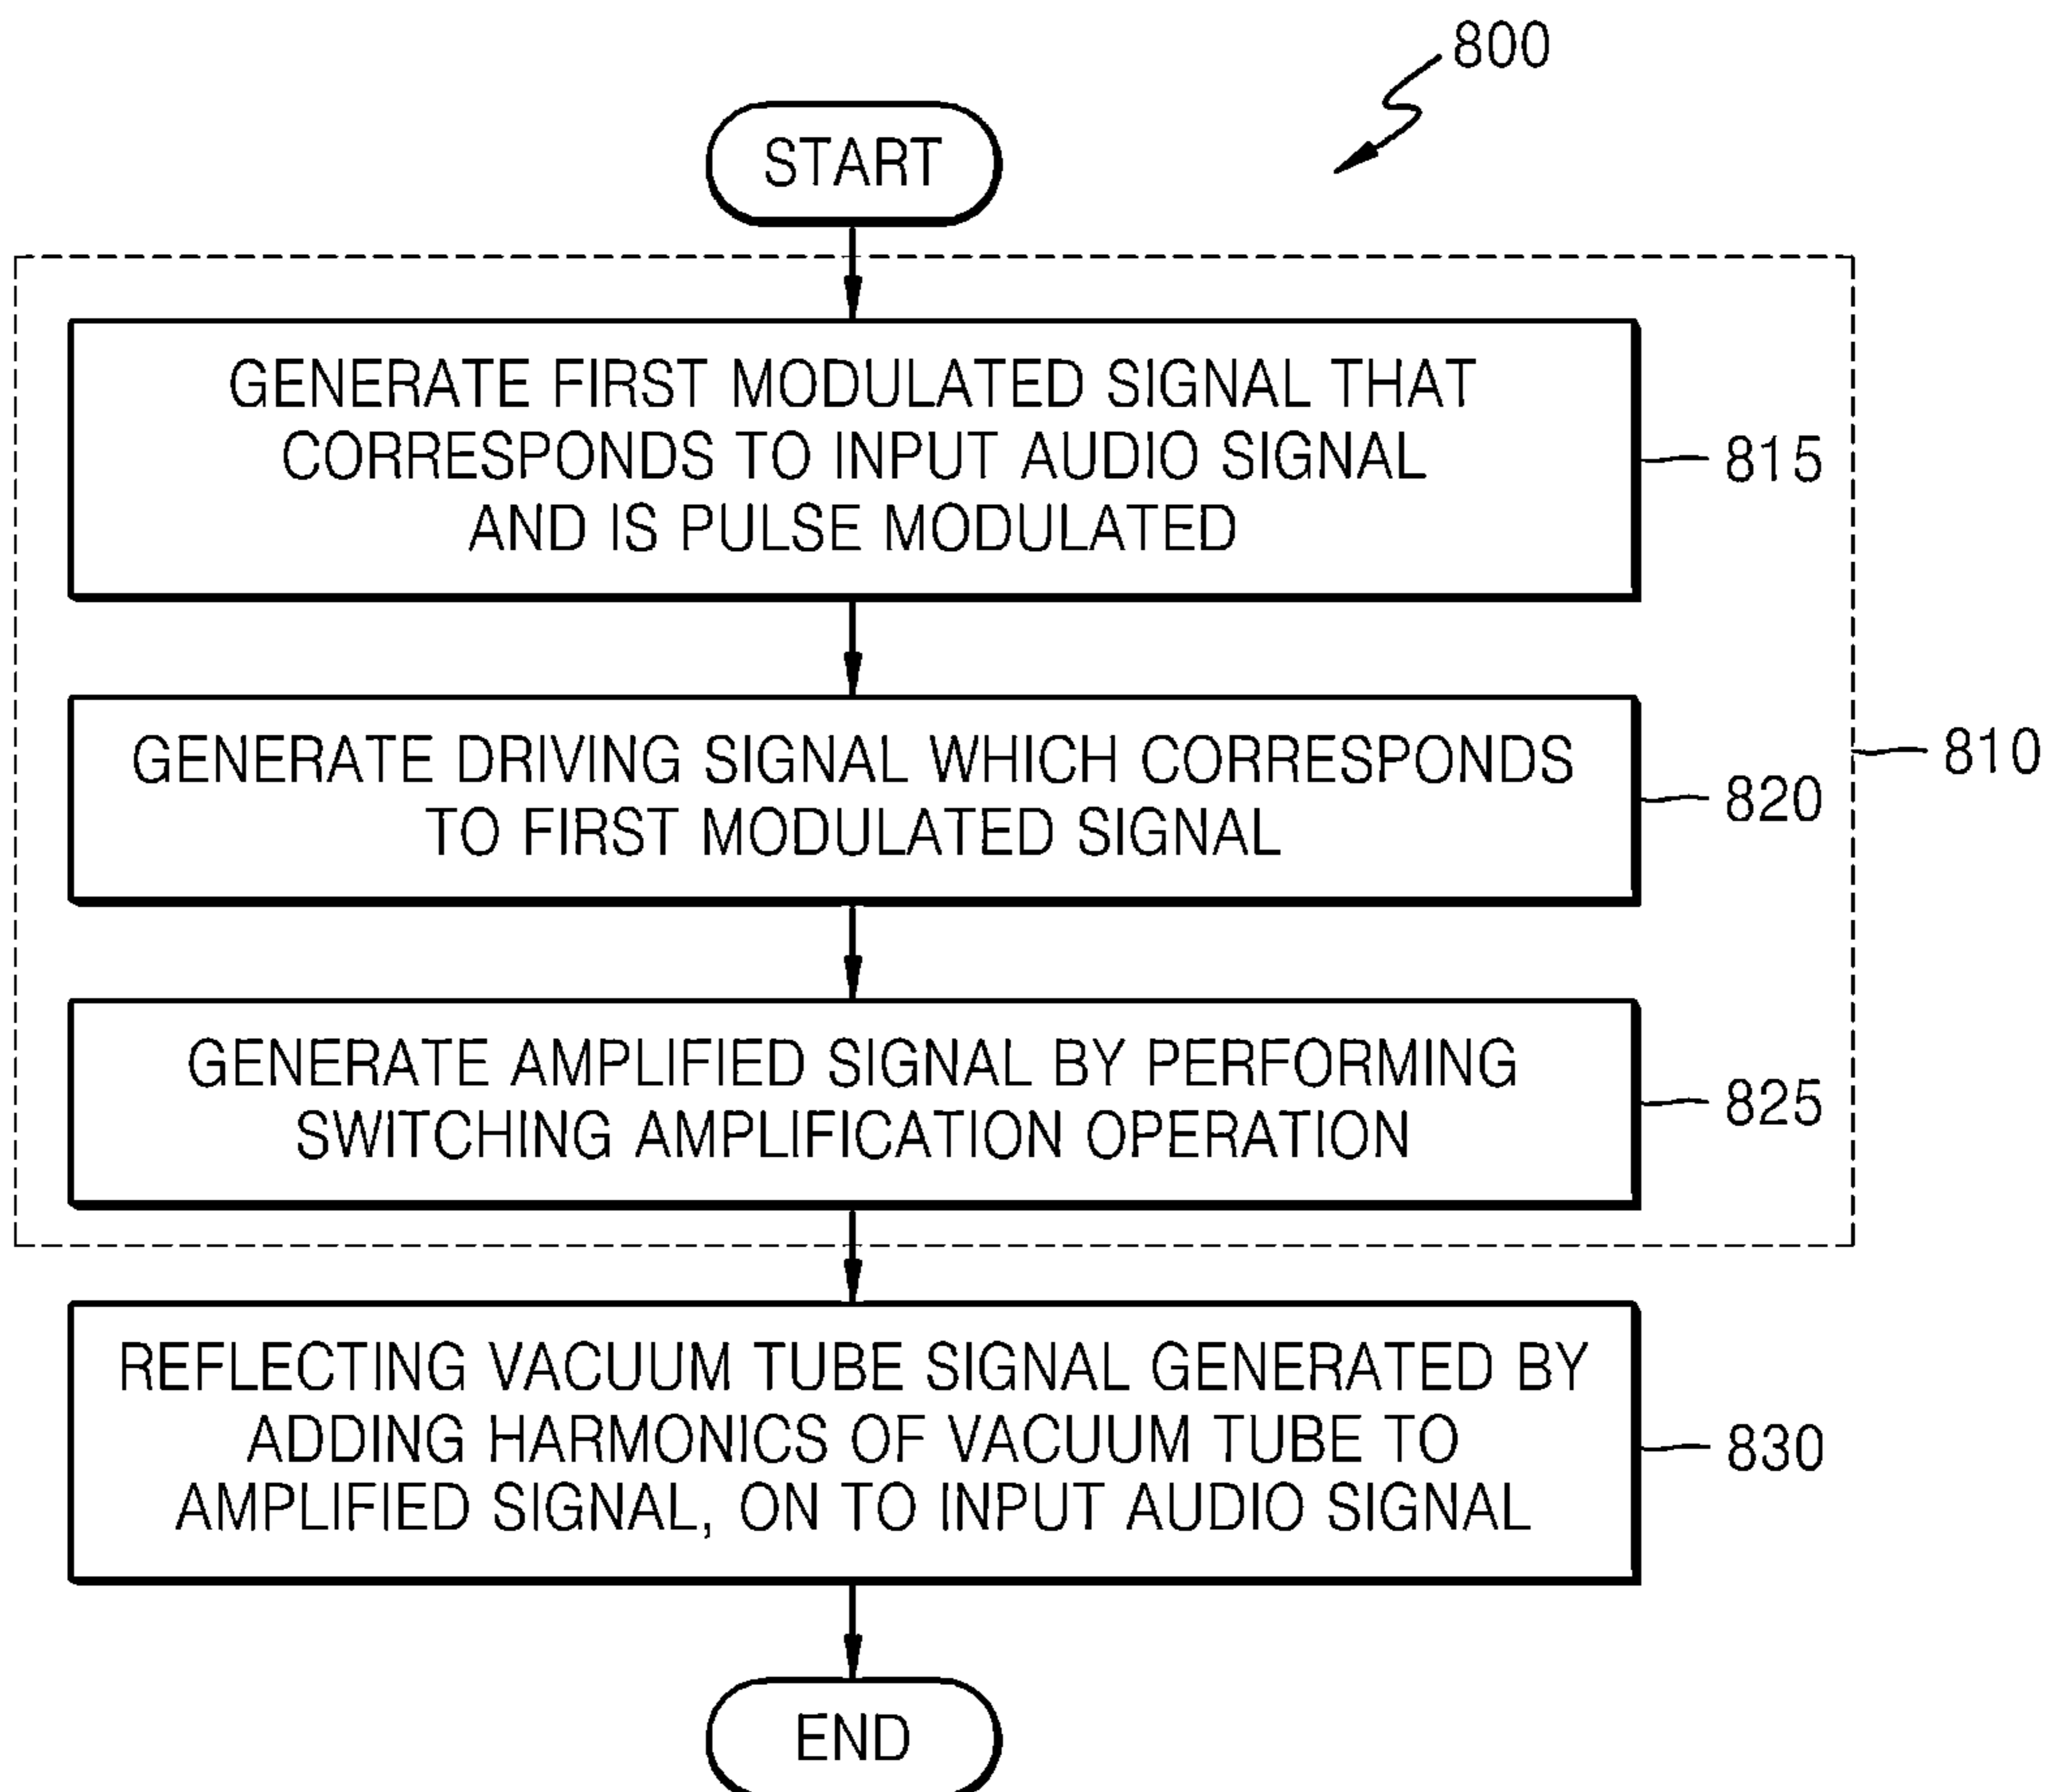 800
START
GENERATE FIRST MODULATED SIGNAL THAT
CORRESPONDS TO INPUT AUDIO SIGNAL
AND IS PULSE MODULATED
815
GENERATE DRIVING SIGNAL WHICH CORRESPONDS
TO FIRST MODULATED SIGNAL
820
810
GENERATE AMPLIFIED SIGNAL BY PERFORMING
SWITCHING AMPLIFICATION OPERATION
825
REFLECTING VACUUM TUBE SIGNAL GENERATED BY
ADDING HARMONICS OF VACUUM TUBE TO
AMPLIFIED SIGNAL, ON TO INPUT AUDIO SIGNAL
830
END